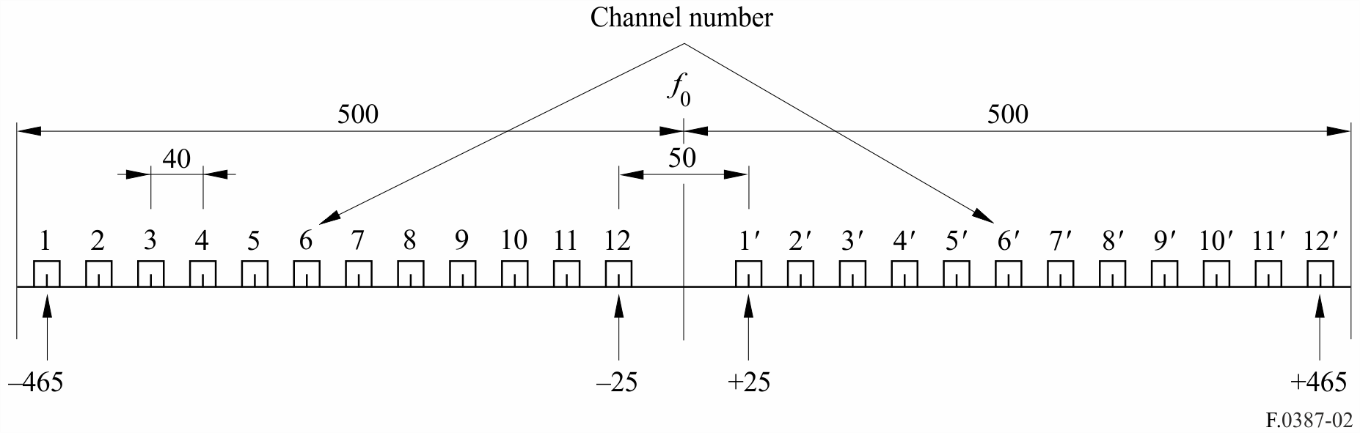 Channel number
f0
500 500
40 50
1 2 3 4 5 6 7 8 9 10 11 12 1′ 2′ 3′ 4′ 5′ 6′ 7′ 8′ 9′ 10′ 11′ 12′
–465 –25 +25 +465
F.0387-02